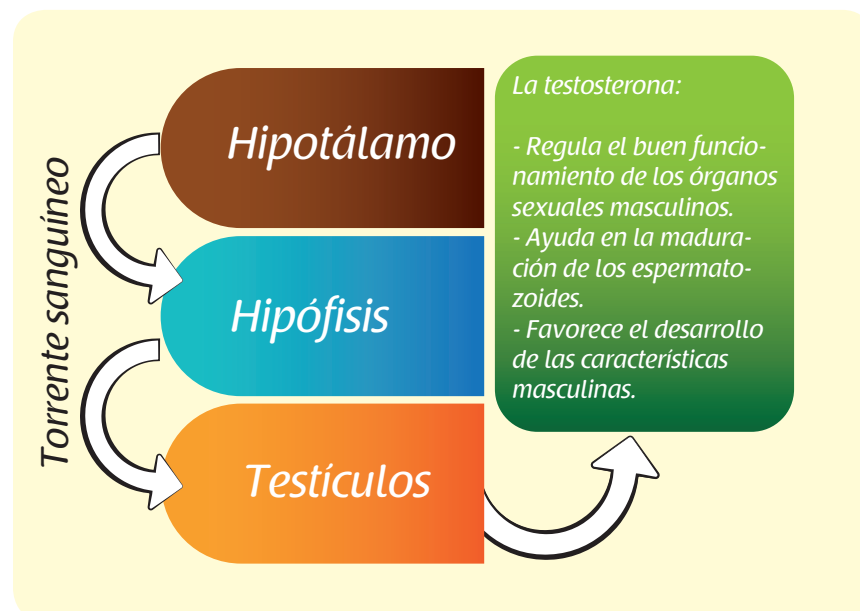 Torrente sanguíneo
Hipotálamo
Hipófisis
Testículos
La testosterona:
- Regula el buen funcio-
namiento de los órganos
sexuales masculinos.
- Ayuda en la madura-
ción de los espermato-
zoides.
- Favorece el desarrollo
de las características
masculinas.